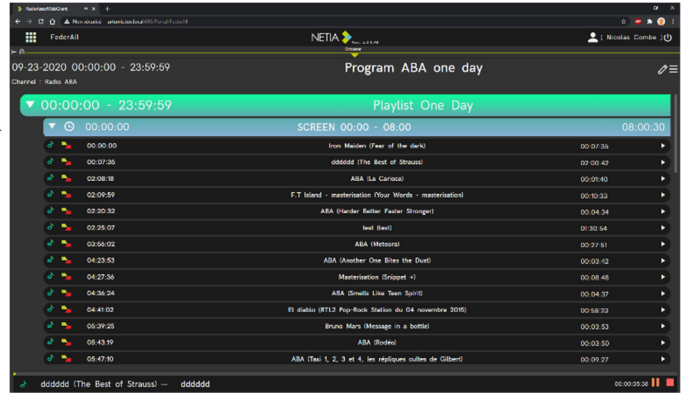 RadioAssistWebClient
Non sécurisé
FederAll
NETIA
Nicolas Combe
Browser
09-23-2020 00:00:00 - 23:59:59
Program ABA one day
Channel : Radio ABA
00:00:00 - 23:59:59 Playlist One Day
00:00:00 SCREEN 00:00 - 08:00 08:00:30
00:00:00 Iron Maiden (Fear of the dark) 00:07:35
00:07:35 dddddd (The Best of Strauss) 02:00:42
02:08:18 ABA (La Carioca) 00:01:40
02:09:59 F.T Island - masterisation (Your Words - masterisation) 00:10:33
02:20:32 ABA (Harder Better Faster Stronger) 00:04:34
02:25:07 test (test) 01:30:54
03:56:02 ABA (Meteora) 00:27:51
04:23:53 ABA (Another One Bites the Dust) 00:03:42
04:27:36 Masterisation (Snippet +) 00:08:48
04:36:24 ABA (Smells Like Teen Spirit) 00:04:37
04:41:02 El diablo (RTL2 Pop-Rock Station du 04 novembre 2015) 00:58:23
05:39:25 Bruno Mars (Message in a bottle) 00:03:53
05:43:19 ABA (Rodéo) 00:03:50
05:47:10 ABA (Taxi 1, 2, 3 et 4, les répliques cultes de Gilbert) 00:09:27
dddddd (The Best of Strauss) — dddddd 00:00:05:38